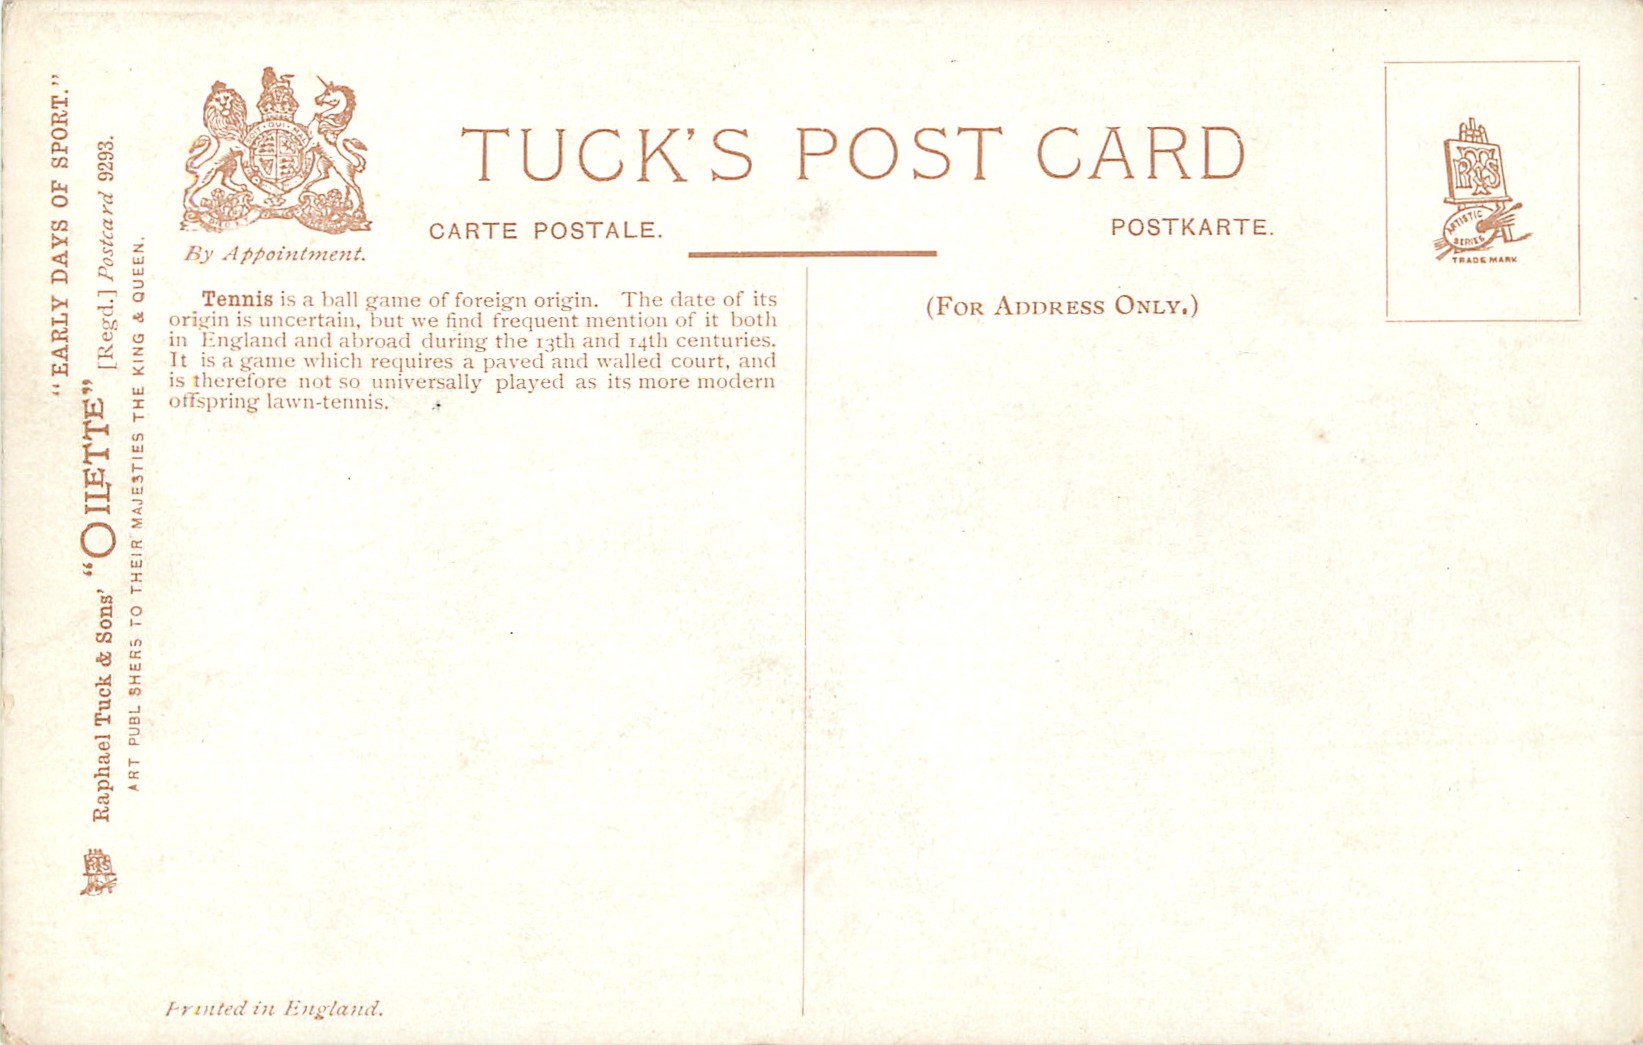 "EARLY DAYS OF SPORT."
Raphael Tuck & Sons' "OILETTE" [Regd.] Postcard 9293.
ART PUBL SHERS TO THEIR MAJESTIES THE KING & QUEEN.
QUI
By Appointment.
TUCK'S POST CARD
CARTE POSTALE.
POSTKARTE.
Tennis is a ball game of foreign origin. The date of its
origin is uncertain, but we find frequent mention of it both
in England and abroad during the 13th and 14th centuries.
It is a game which requires a paved and walled court, and
is therefore not so universally played as its more modern
offspring lawn-tennis.
(FOR ADDRESS ONLY.)
RTS
ARTISTIC
SERIES
TRADE MARK
Printed in England.